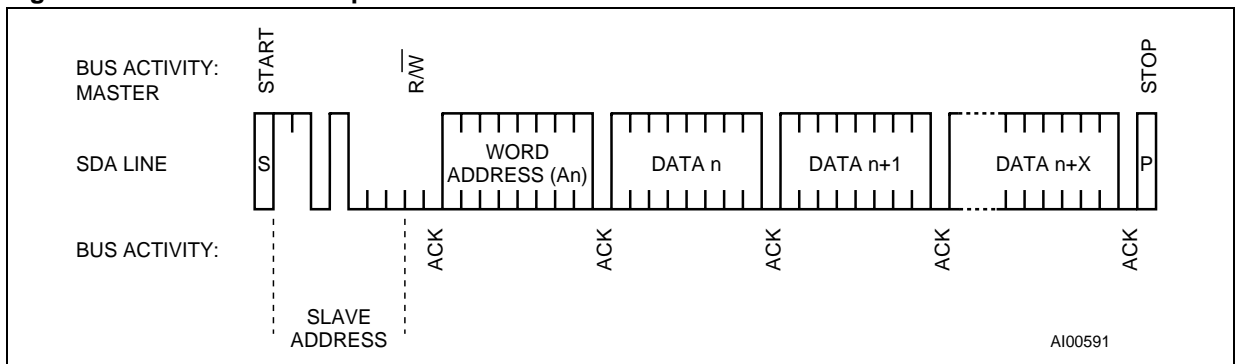 BUS ACTIVITY:
MASTER
START
R/W
STOP
SDA LINE
S
WORD
ADDRESS (An)
DATA n
DATA n+1
DATA n+X
P
BUS ACTIVITY:
ACK
ACK
ACK
ACK
ACK
SLAVE
ADDRESS
AI00591